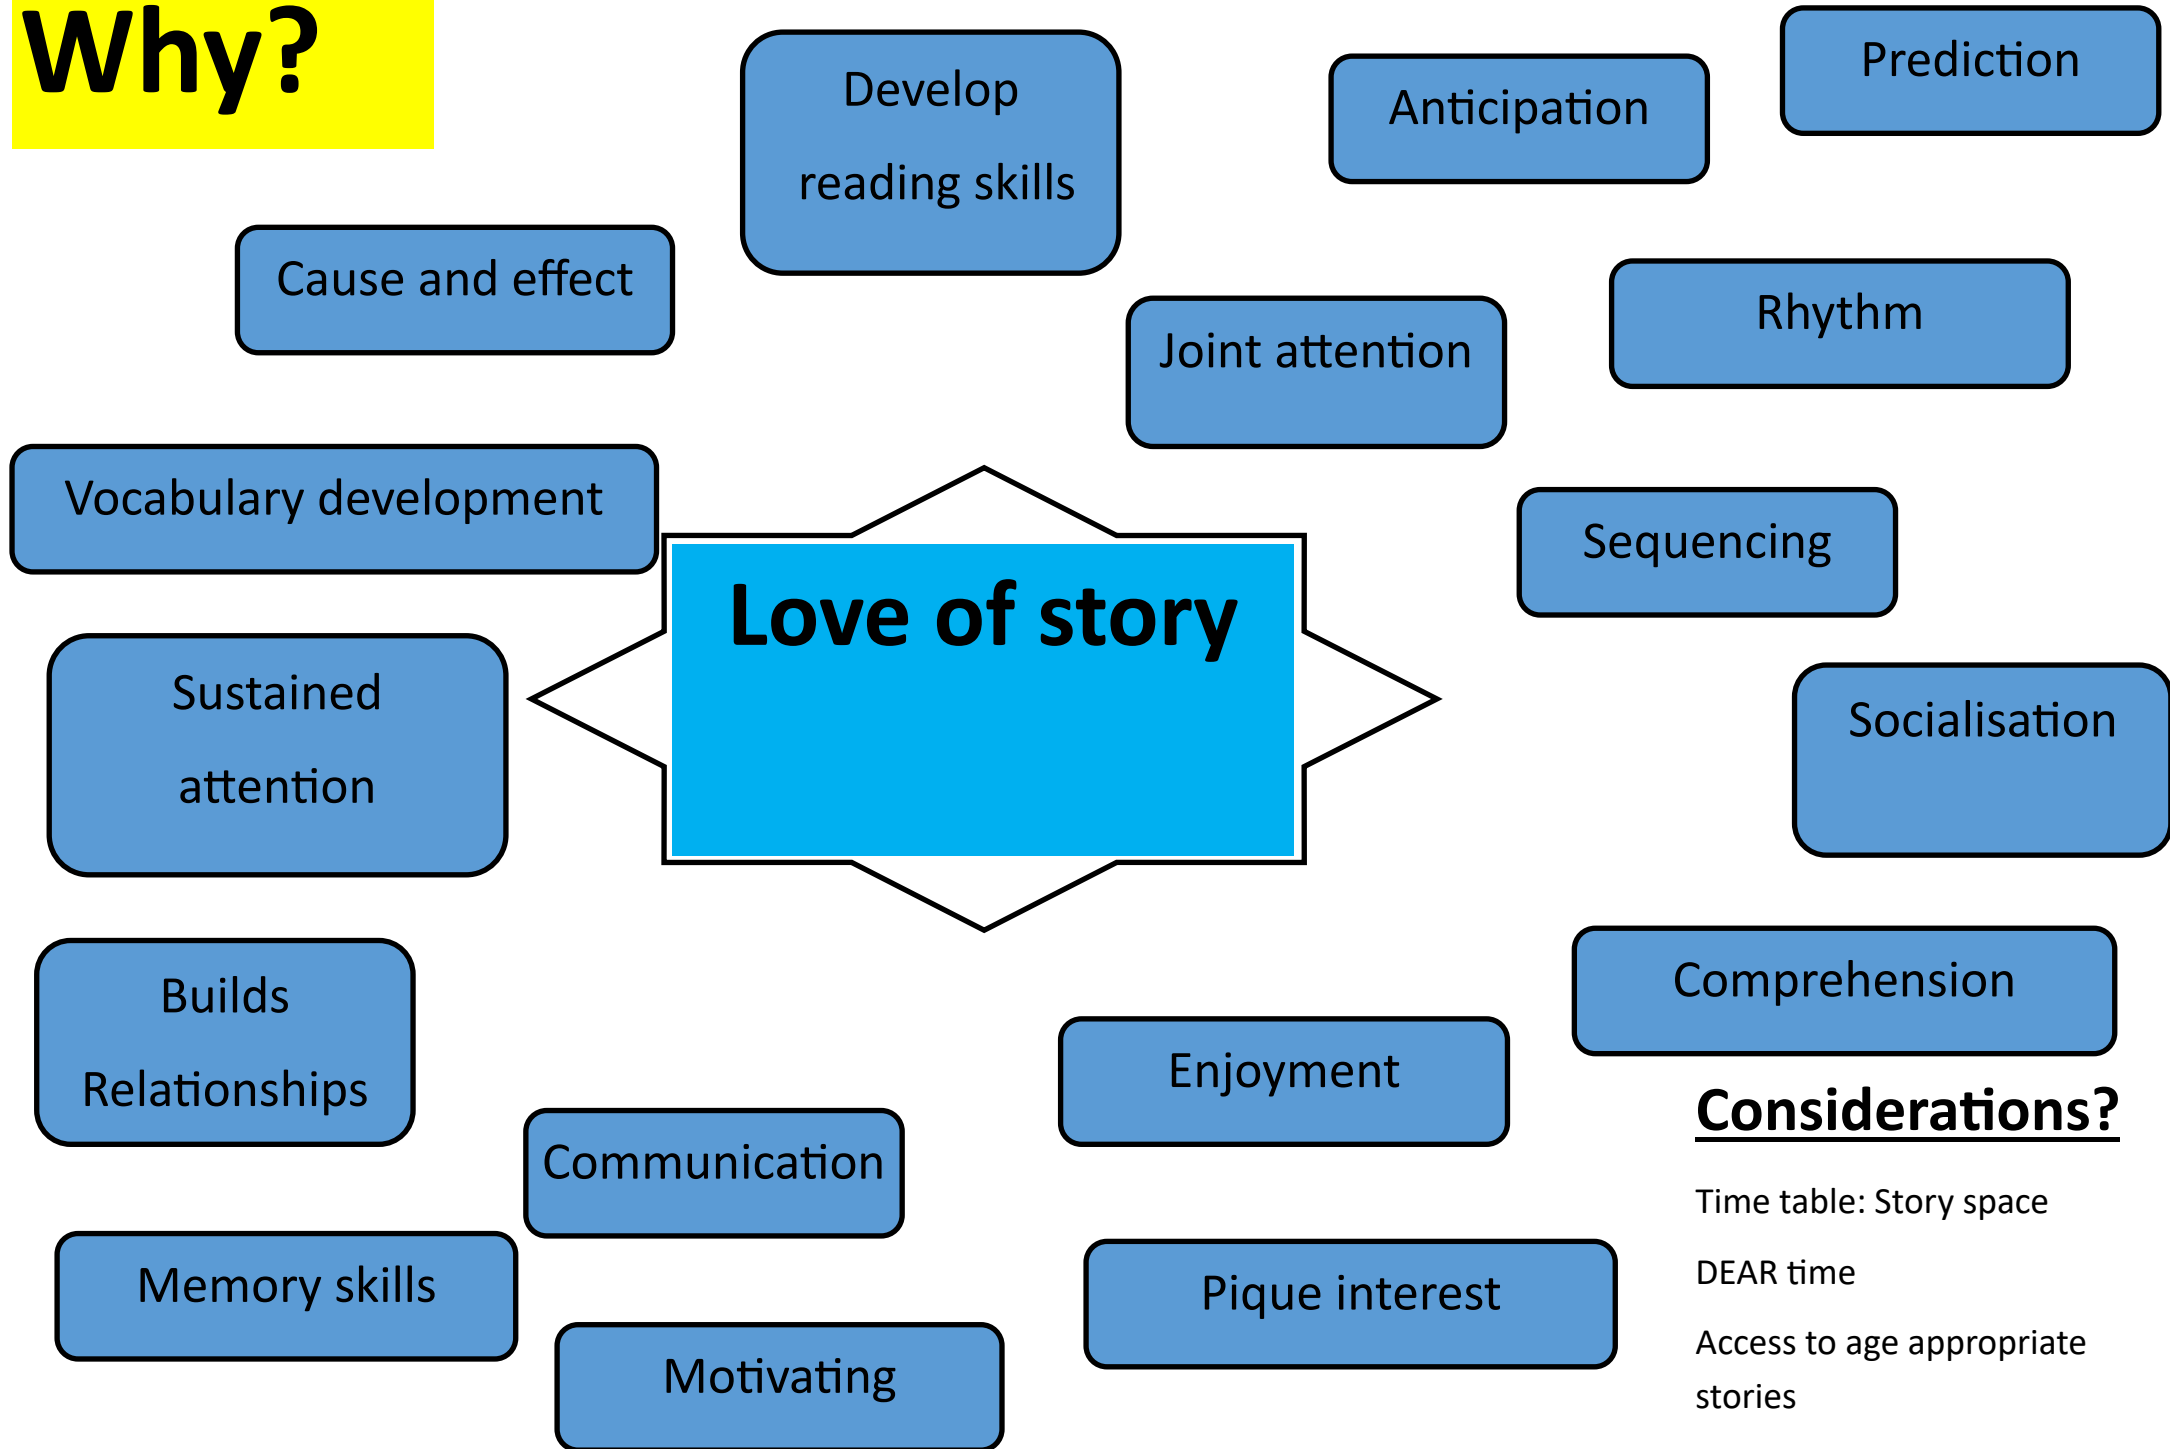 Why?
Develop
reading skills
Anticipation
Prediction
Cause and effect
Joint attention
Rhythm
Vocabulary development
Sequencing
Love of story
Sustained
attention
Socialisation
Builds
Relationships
Comprehension
Enjoyment
Communication
Memory skills
Pique interest
Motivating
Considerations?
Time table: Story space
DEAR time
Access to age appropriate
stories